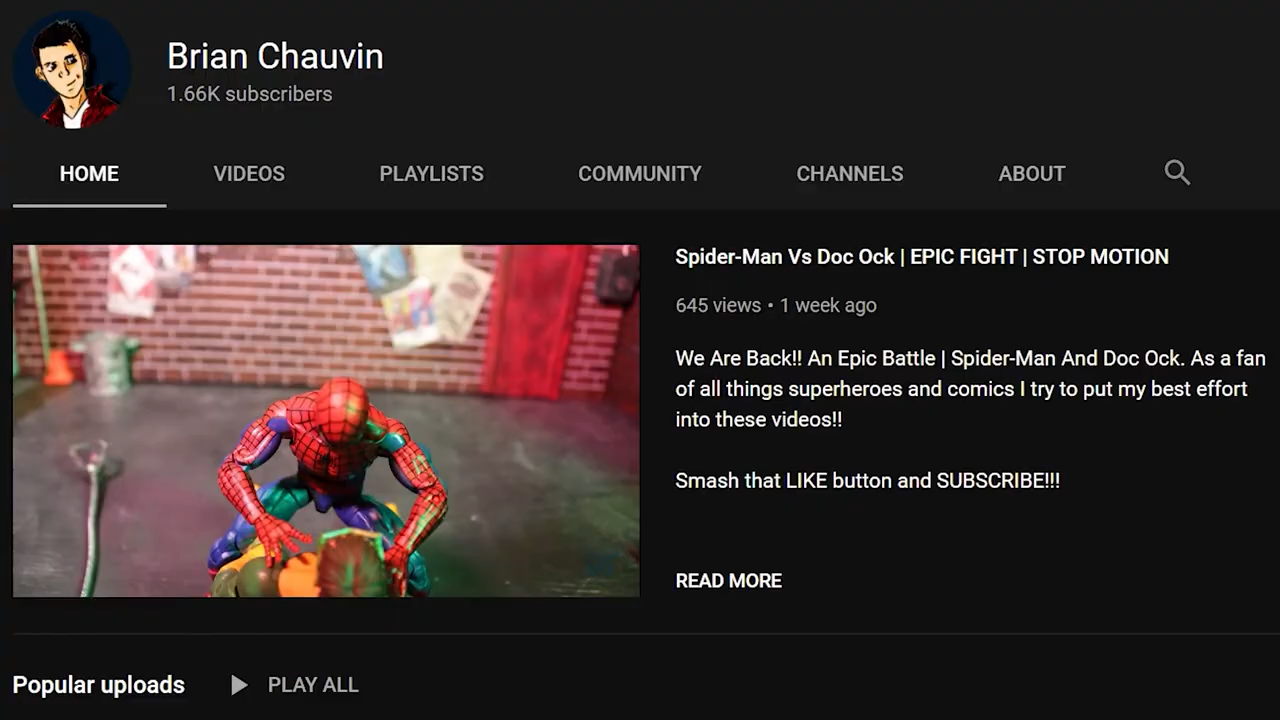 Brian Chauvin
1.66K subscribers
HOME VIDEOS PLAYLISTS COMMUNITY CHANNELS ABOUT
Spider-Man Vs Doc Ock | EPIC FIGHT | STOP MOTION
645 views • 1 week ago
We Are Back!! An Epic Battle | Spider-Man And Doc Ock. As a fan
of all things superheroes and comics I try to put my best effort
into these videos!!
Smash that LIKE button and SUBSCRIBE!!!
READ MORE
Popular uploads PLAY ALL